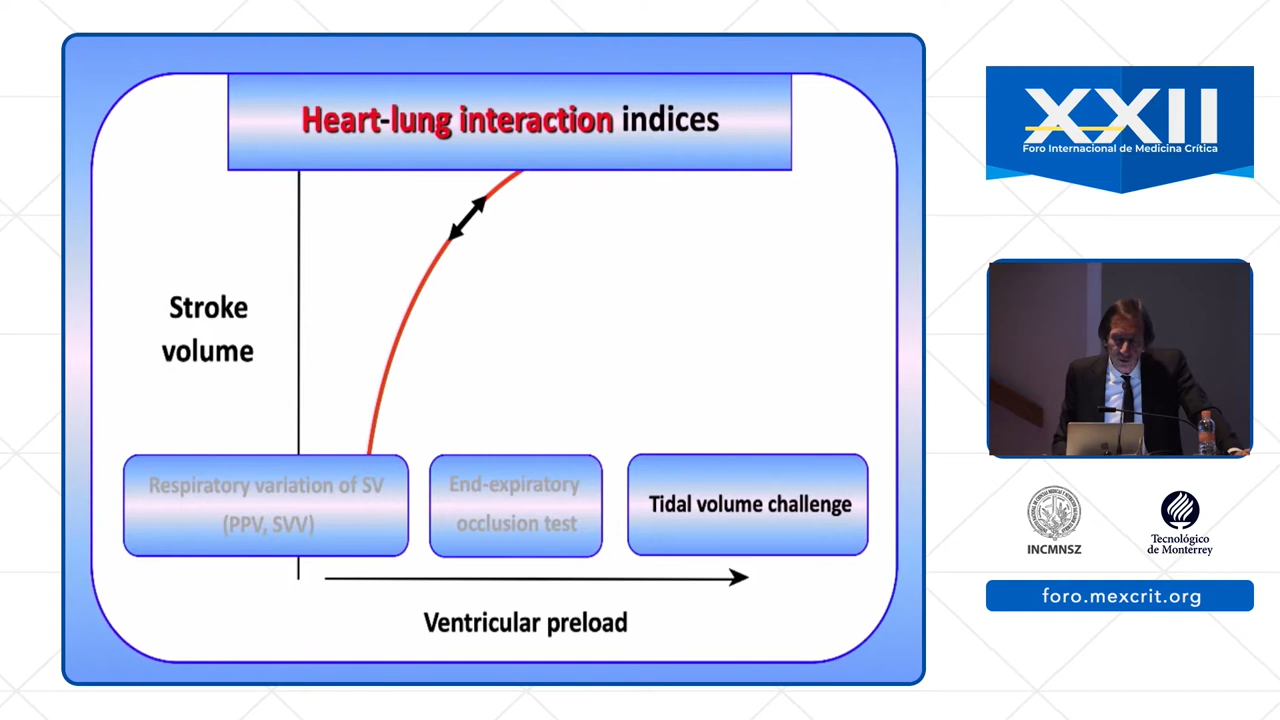 Heart-lung interaction indices
Stroke
volume
Respiratory variation of SV
(PPV, SVV)
End-expiratory
occlusion test
Tidal volume challenge
Ventricular preload
XXII
Foro Internacional de Medicina Crítica
INCMNSZ
Tecnológico
de Monterrey
foro.mexcrit.org